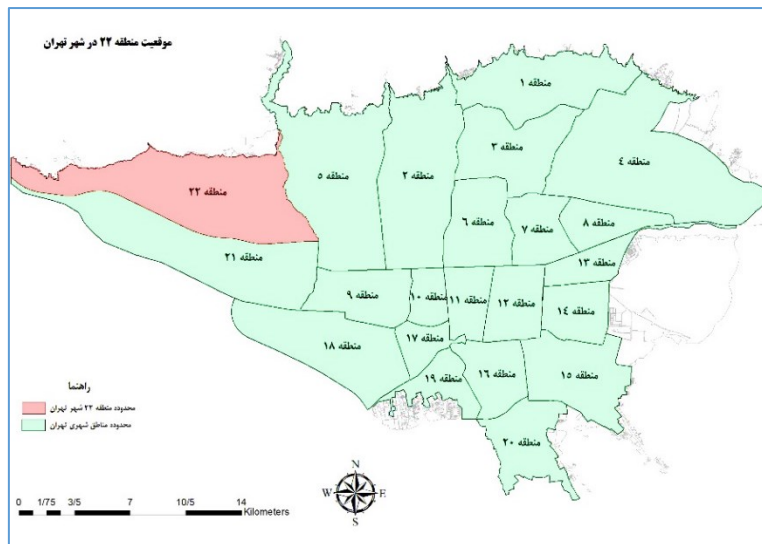 موقعیت منطقه ۲۲ در شهر تهران
منطقه ۱
منطقه ۳
منطقه ۴
منطقه ۵
منطقه ۲
منطقه ۲۲
منطقه ۶
منطقه ۷
منطقه ۸
منطقه ۲۱
منطقه ۱۳
منطقه ۹
منطقه ۱۰
منطقه ۱۱
منطقه ۱۲
منطقه ۱۴
منطقه ۱۸
منطقه ۱۷
منطقه ۱۹
منطقه ۱۶
منطقه ۱۵
منطقه ۲۰
راهنما
محدوده منطقه ۲۲ شهر تهران
محدوده مناطق شهری تهران
N
W E
S
0 1/75 3/5 7 10/5 14
Kilometers